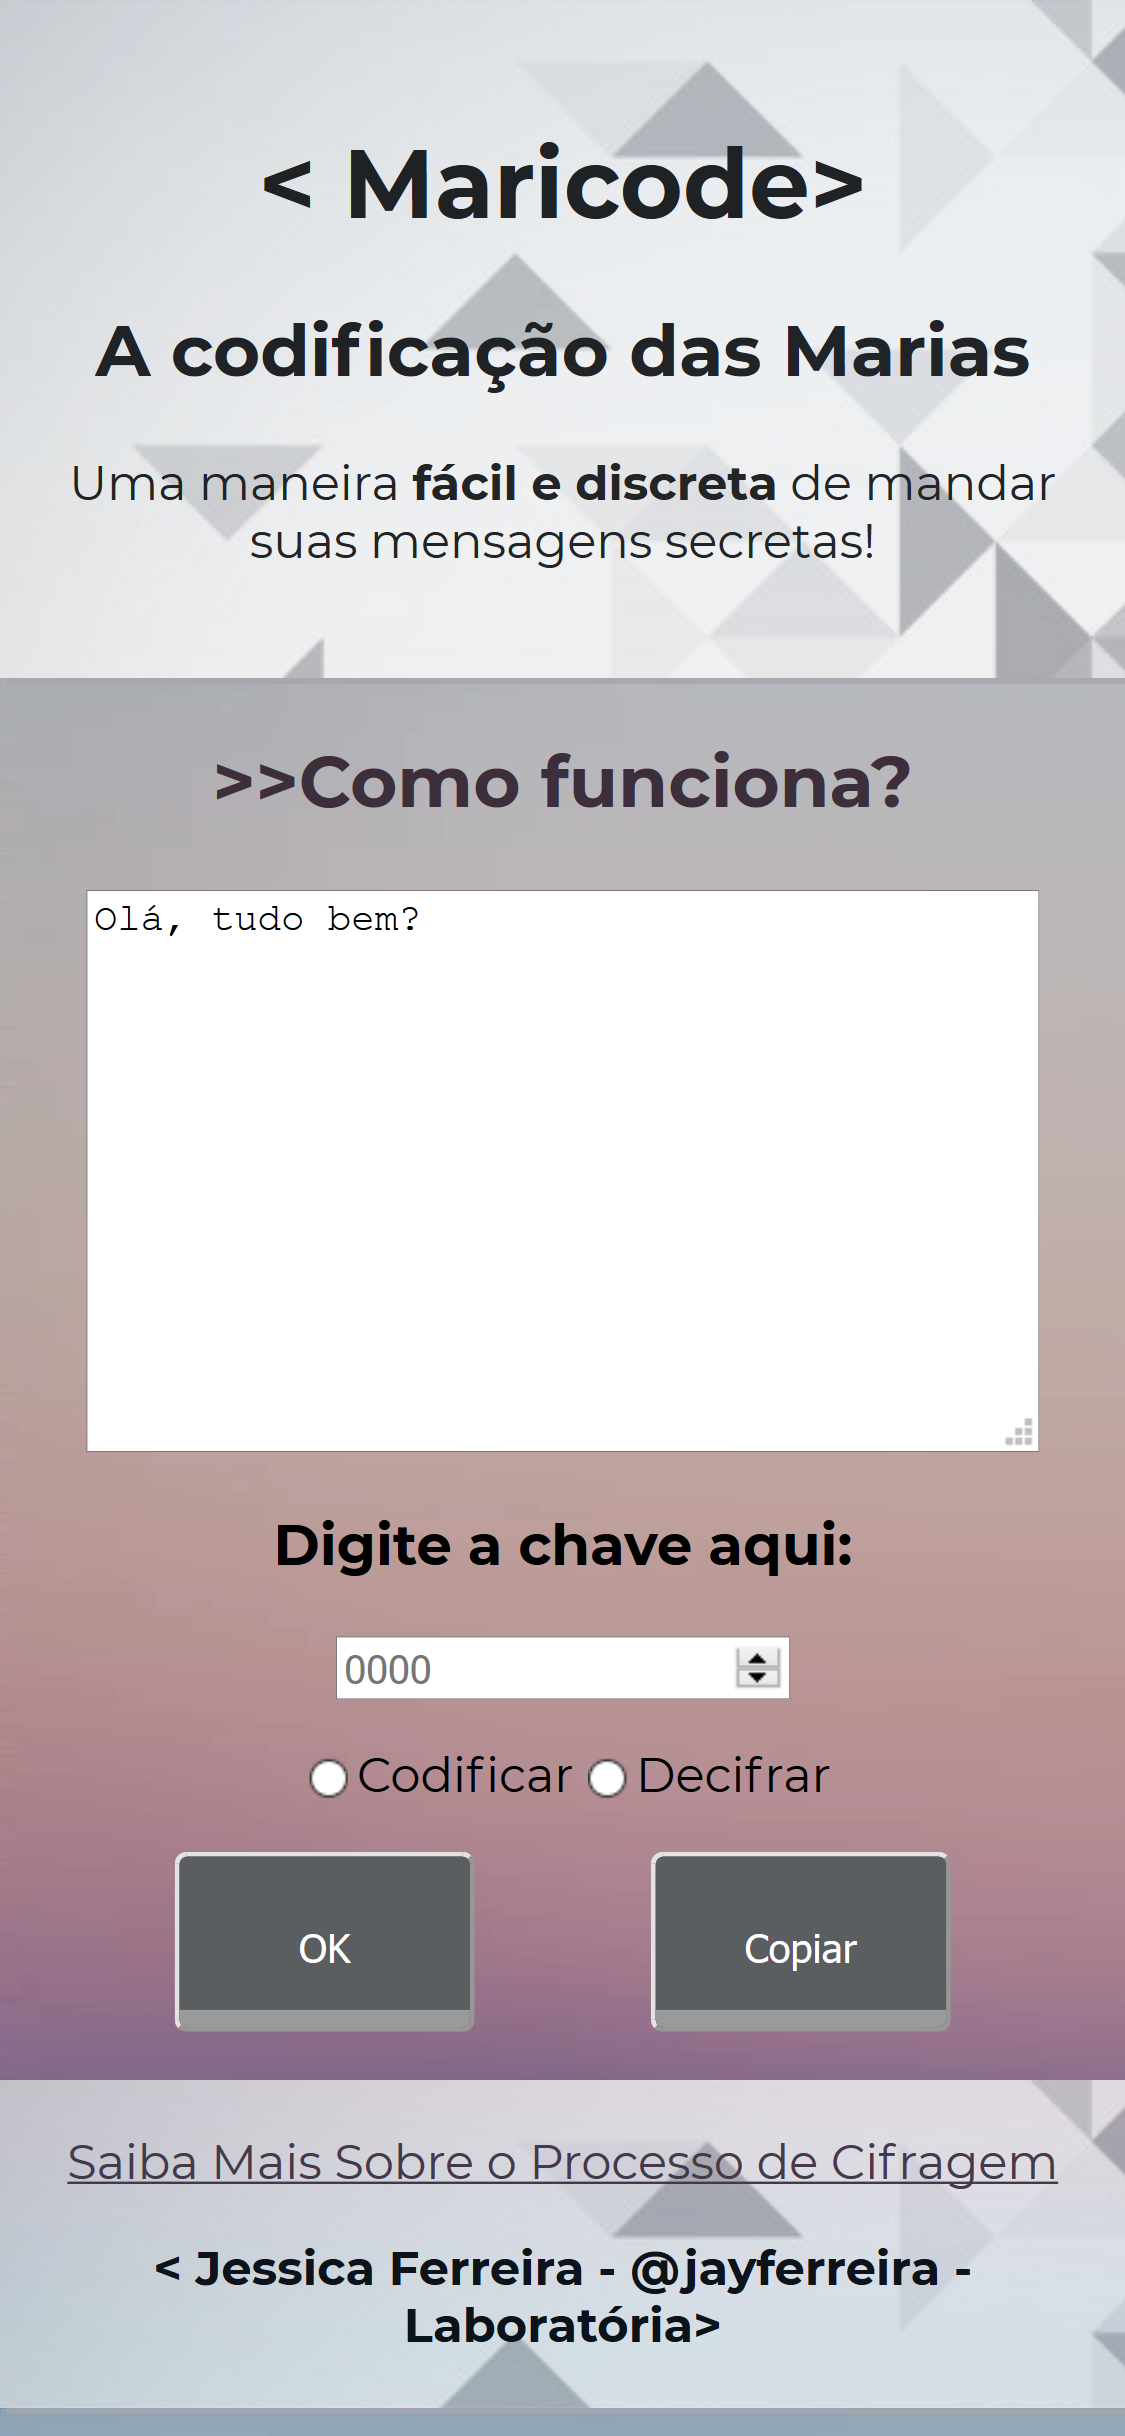 < Maricode>
A codificação das Marias
Uma maneira fácil e discreta de mandar
suas mensagens secretas!
>>Como funciona?
Olá, tudo bem?
Digite a chave aqui:
0000
Codificar Decifrar
OK Copiar
Saiba Mais Sobre o Processo de Cifragem
< Jessica Ferreira - @jayferreira -
Laboratória>